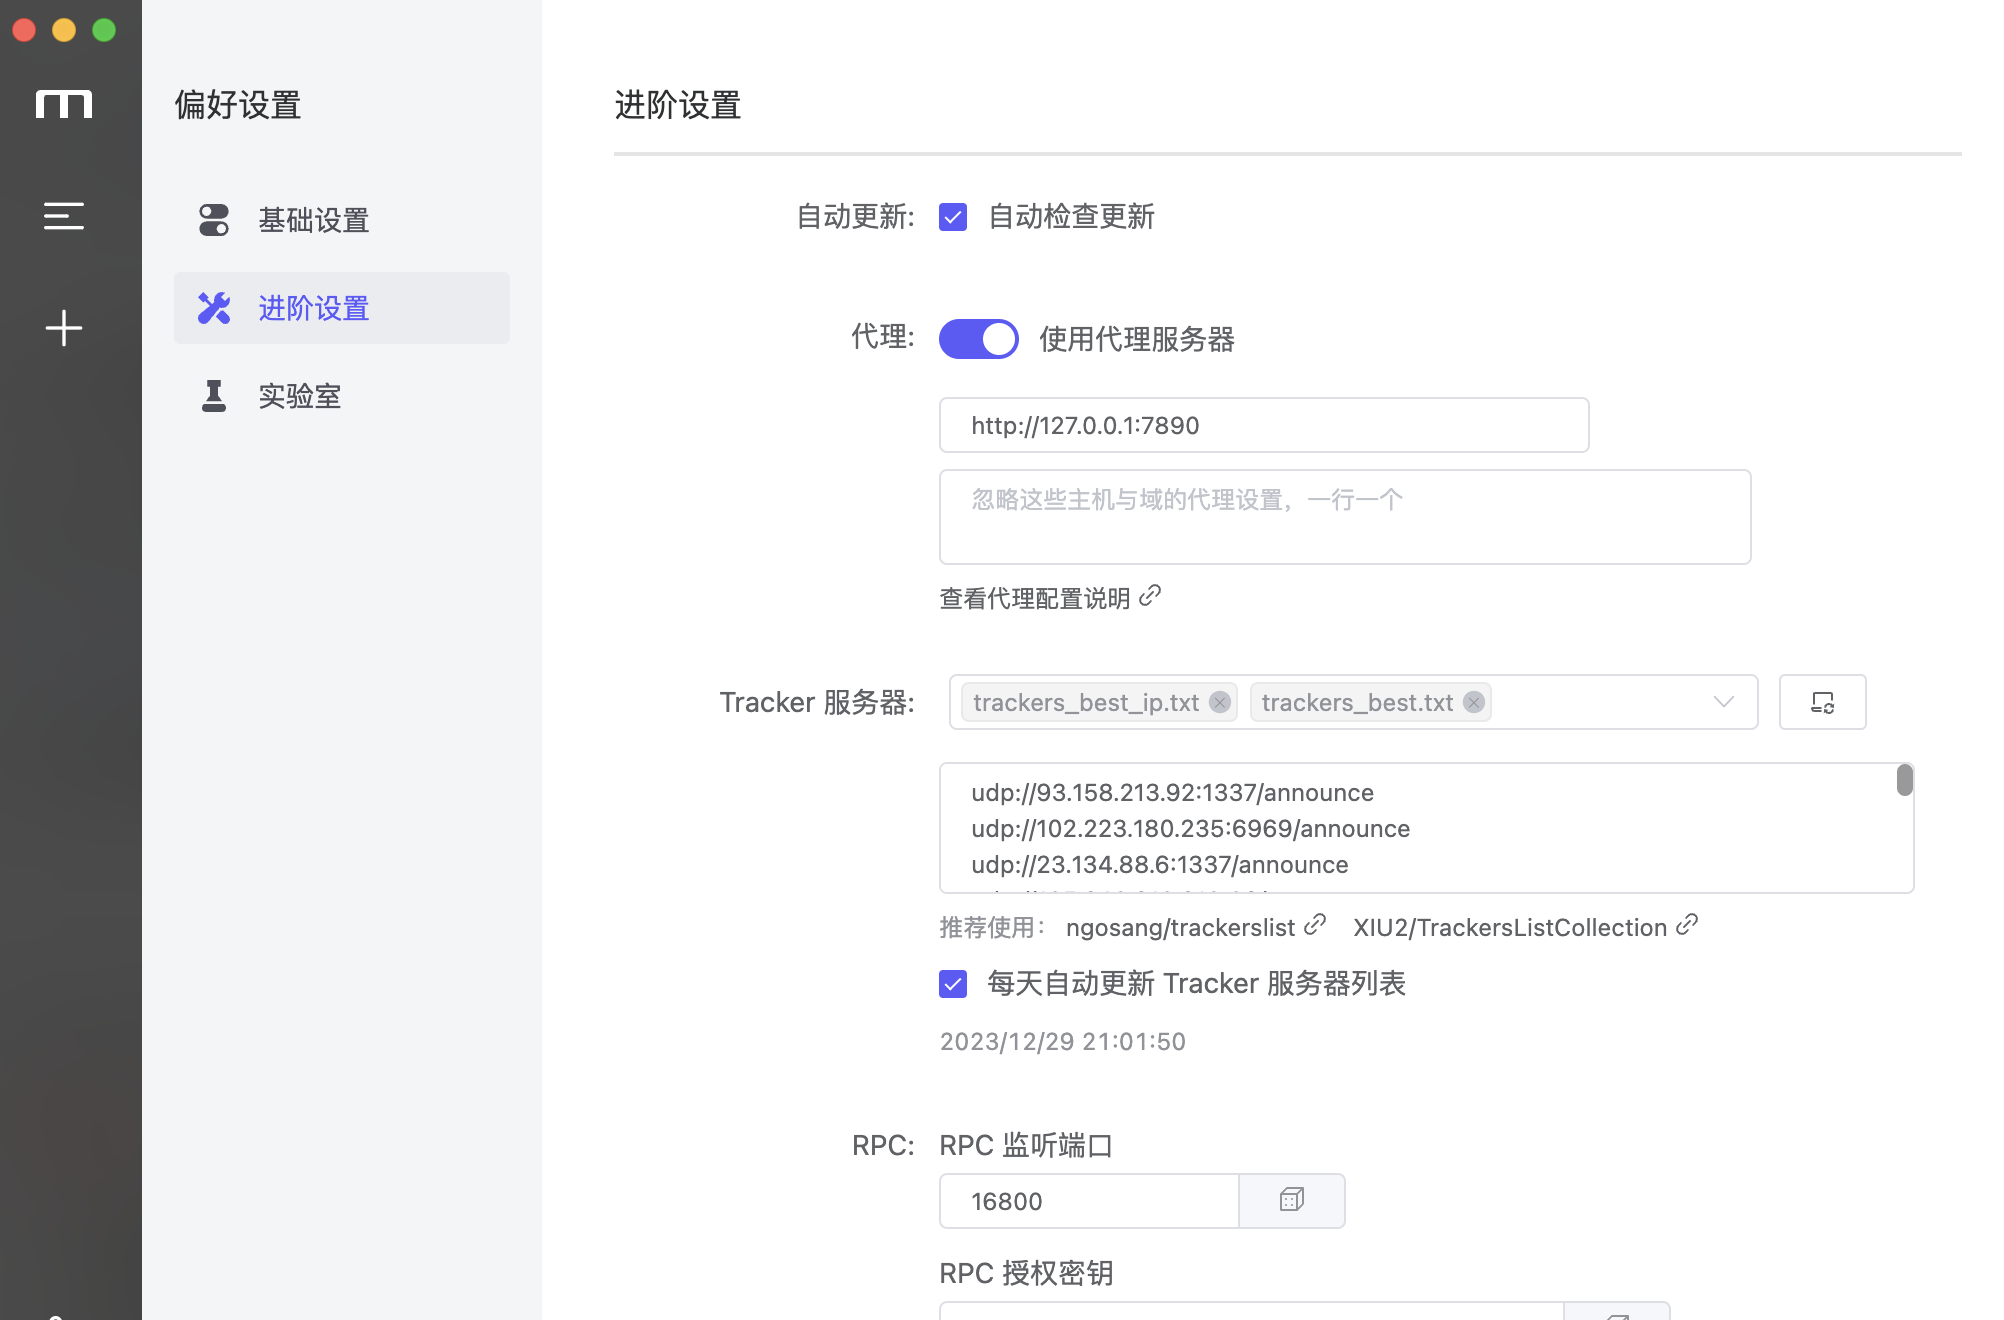 偏好设置
基础设置
进阶设置
实验室
进阶设置
自动更新: 自动检查更新
代理: 使用代理服务器
http://127.0.0.1:7890
忽略这些主机与域的代理设置，一行一个
查看代理配置说明
Tracker 服务器: trackers_best_ip.txt trackers_best.txt
udp://93.158.213.92:1337/announce
udp://102.223.180.235:6969/announce
udp://23.134.88.6:1337/announce
推荐使用： ngosang/trackerslist XIU2/TrackersListCollection
每天自动更新 Tracker 服务器列表
2023/12/29 21:01:50
RPC: RPC 监听端口
16800
RPC 授权密钥